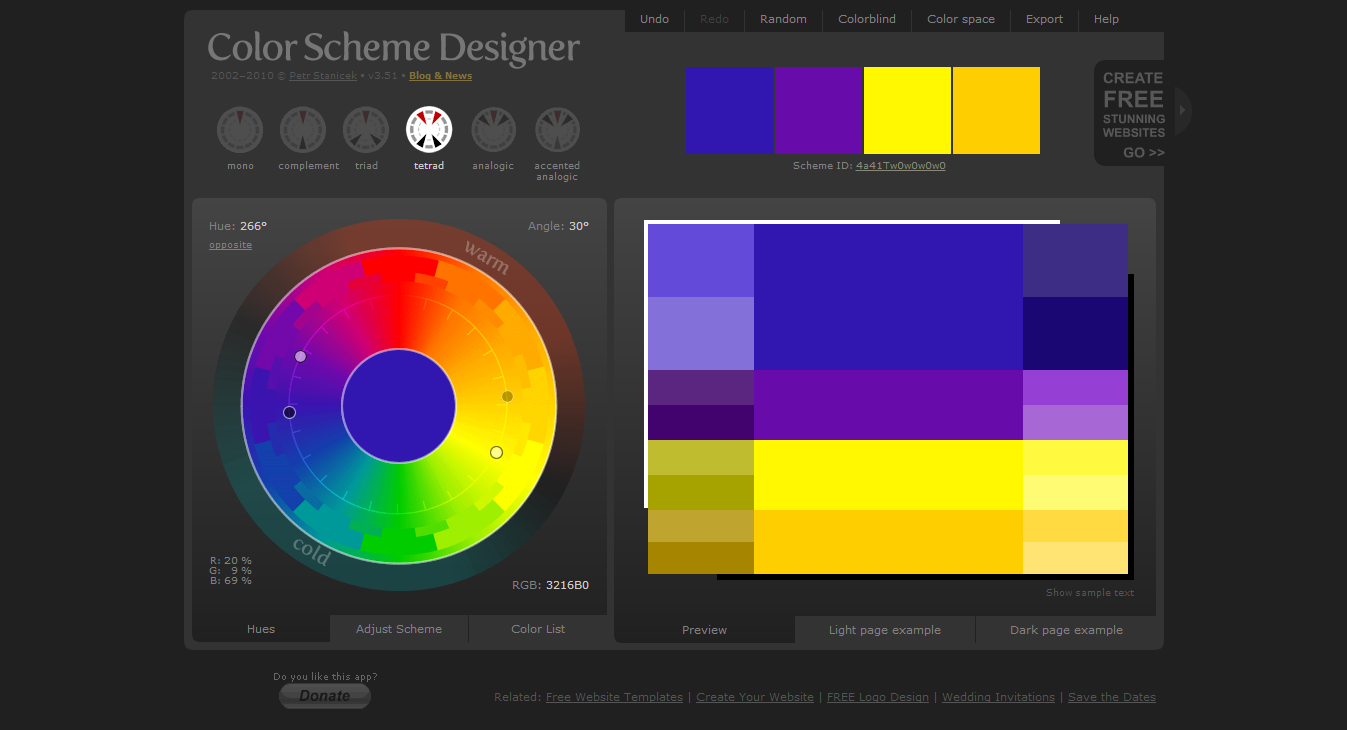 Undo Redo Random Colorblind Color space Export Help
Color Scheme Designer
2002–2010 © Petr Stanicek • v3.51 • Blog & News
CREATE
FREE
STUNNING
WEBSITES
GO >>
mono complement triad tetrad analogic accented
analogic
Scheme ID: 4a41Tw0w0w0w0
Hue: 266° Angle: 30°
opposite
warm
cold
R: 20 %
G: 9 %
B: 69 %
RGB: 3216B0
Show sample text
Hues Adjust Scheme Color List
Preview Light page example Dark page example
Do you like this app?
Donate
Related: Free Website Templates | Create Your Website | FREE Logo Design | Wedding Invitations | Save the Dates